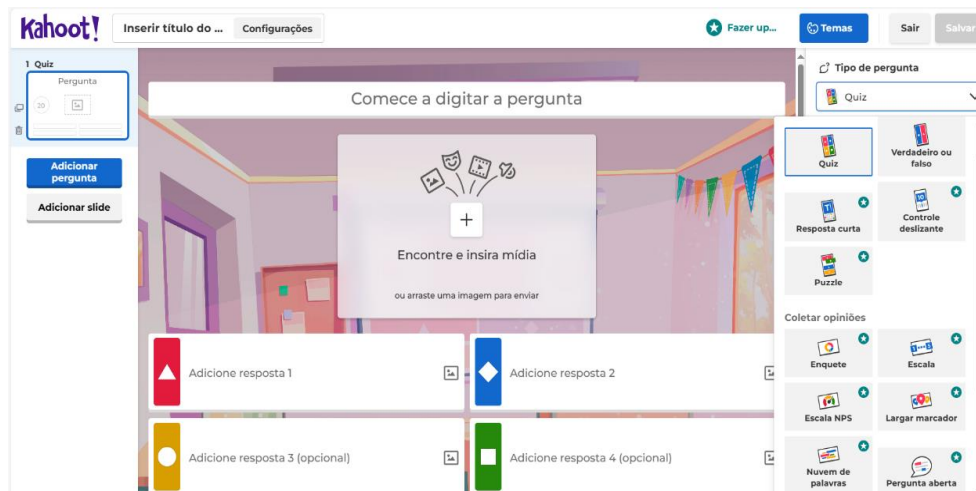 Kahoot!
Inserir título do ...
Configurações
Fazer up...
Temas
Sair
Salvar
1 Quiz
Pergunta
20
Adicionar
pergunta
Adicionar slide
Comece a digitar a pergunta
Encontre e insira mídia
ou arraste uma imagem para enviar
Adicione resposta 1
Adicione resposta 2
Adicione resposta 3 (opcional)
Adicione resposta 4 (opcional)
Tipo de pergunta
Quiz
Quiz
Verdadeiro ou
falso
Resposta curta
Controle
deslizante
Puzzle
Coletar opiniões
Enquete
Escala
Escala NPS
Largar marcador
Nuvem de
palavras
Pergunta aberta